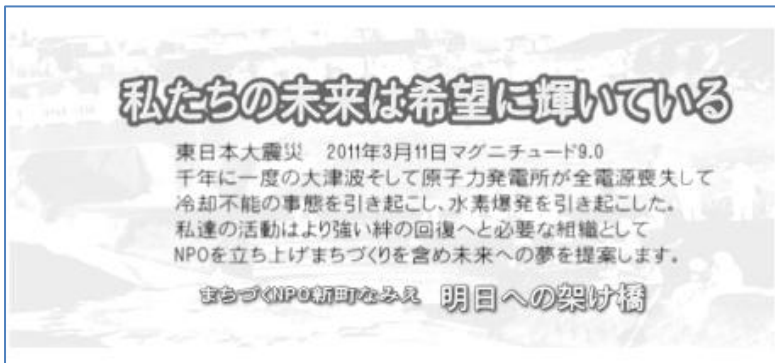 私たちの未来は希望に輝いている
東日本大震災 2011年3月11日マグニチュード9.0
千年に一度の大津波そして原子力発電所が全電源喪失して
冷却不能の事態を引き起こし、水素爆発を引き起こした。
私達の活動はより強い絆の回復へと必要な組織として
NPOを立ち上げまちづくりを含め未来への夢を提案します。
まちづくNPO新町なみえ 明日への架け橋